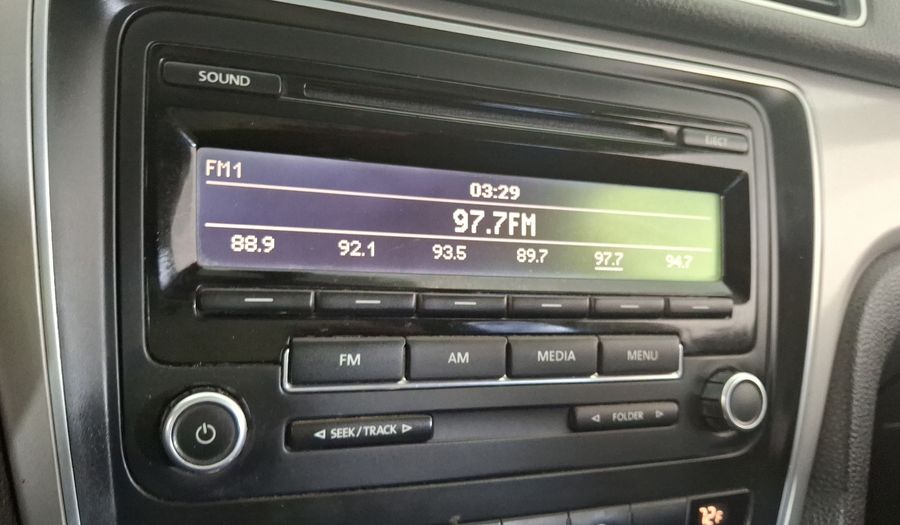 SOUND
EJECT
FM1
03:29
97.7FM
88.9 92.1 93.5 89.7 97.7 94.7
FM AM MEDIA MENU
SEEK/TRACK
FOLDER
72F